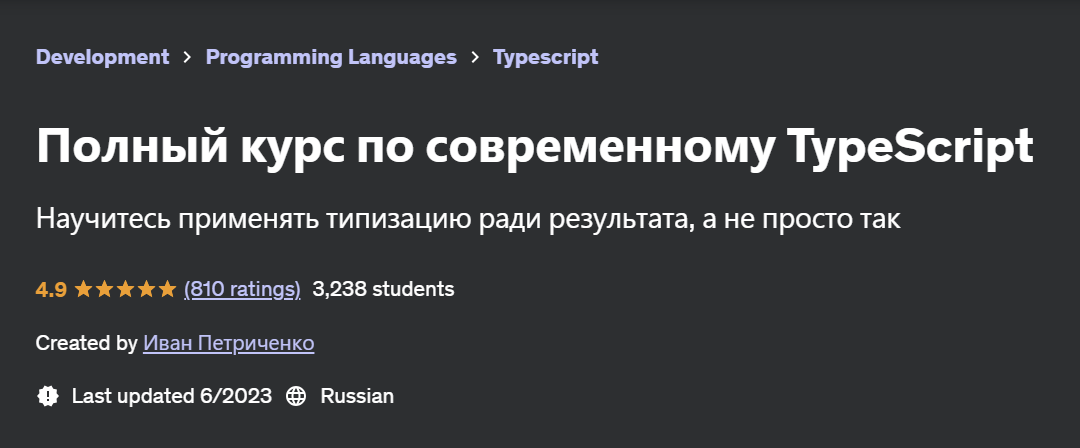 Development > Programming Languages > Typescript
Полный курс по современному TypeScript
Научитесь применять типизацию ради результата, а не просто так
4.9 ★★★★★ (810 ratings) 3,238 students
Created by Иван Петриченко
Last updated 6/2023 Russian